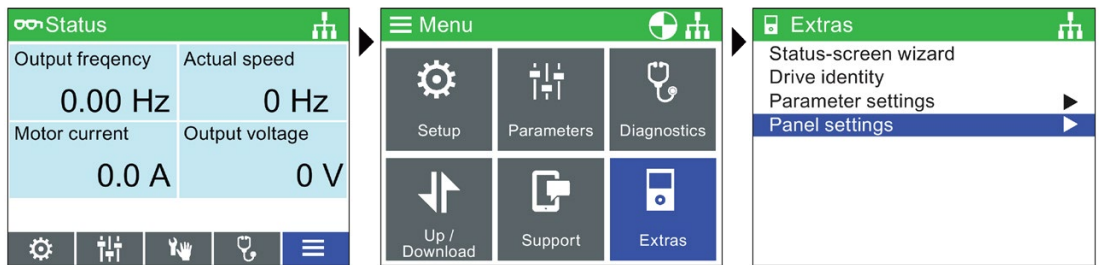 Status
Output freqency
Actual speed
0.00 Hz
0 Hz
Motor current
Output voltage
0.0 A
0 V
Menu
Setup
Parameters
Diagnostics
Up /
Download
Support
Extras
Extras
Status-screen wizard
Drive identity
Parameter settings
Panel settings